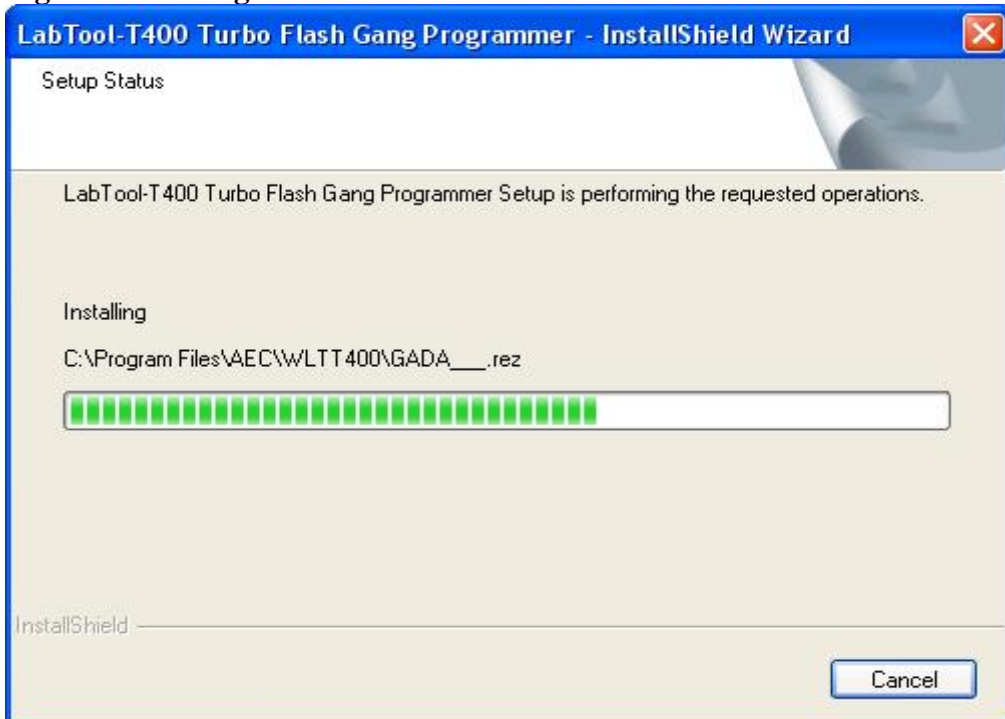 LabTool-T400 Turbo Flash Gang Programmer - InstallShield Wizard
Setup Status
LabTool-T400 Turbo Flash Gang Programmer Setup is performing the requested operations.
Installing
C:\Program Files\AEC\WLTT400\GADA___.rez
InstallShield
Cancel